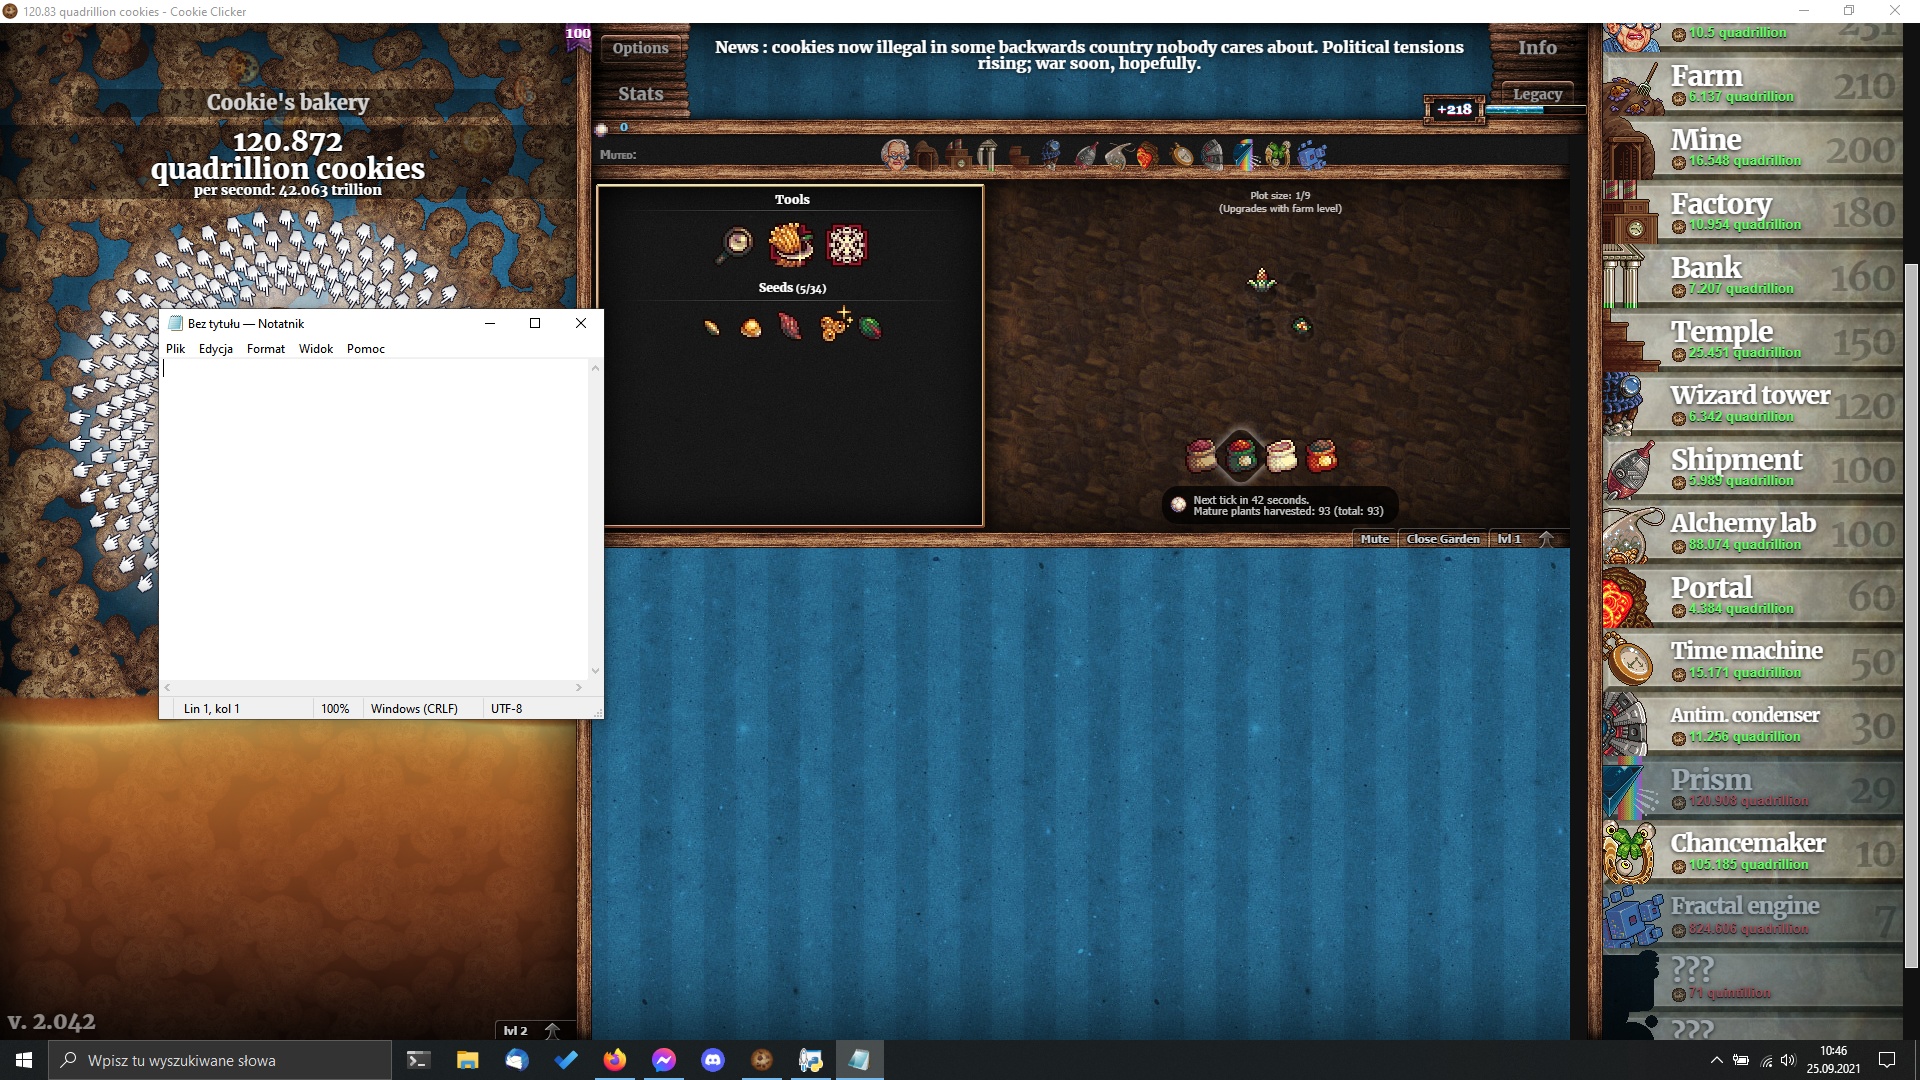 120.83 quadrillion cookies - Cookie Clicker
100
Options
Stats
News : cookies now illegal in some backwards country nobody cares about. Political tensions
rising; war soon, hopefully.
Info
Legacy
+218
0
Cookie's bakery
120.872
quadrillion cookies
per second: 42.063 trillion
Muted:
Tools
Seeds (5/34)
Plot size: 1/9
(Upgrades with farm level)
Next tick in 42 seconds.
Mature plants harvested: 93 (total: 93)
Mute
Close Garden
lvl 1
Bez tytułu — Notatnik
Plik Edycja Format Widok Pomoc
Lin 1, kol 1
100%
Windows (CRLF)
UTF-8
v. 2.042
lvl 2
10.5 quadrillion
231
Farm
6.137 quadrillion
210
Mine
16.548 quadrillion
200
Factory
10.954 quadrillion
180
Bank
7.207 quadrillion
160
Temple
25.451 quadrillion
150
Wizard tower
6.342 quadrillion
120
Shipment
5.989 quadrillion
100
Alchemy lab
88.074 quadrillion
100
Portal
4.384 quadrillion
60
Time machine
15.171 quadrillion
50
Antim. condenser
11.256 quadrillion
30
Prism
120.908 quadrillion
29
Chancemaker
105.185 quadrillion
10
Fractal engine
824.606 quadrillion
7
???
71 quintillion
???
Wpisz tu wyszukiwane słowa
10:46
25.09.2021